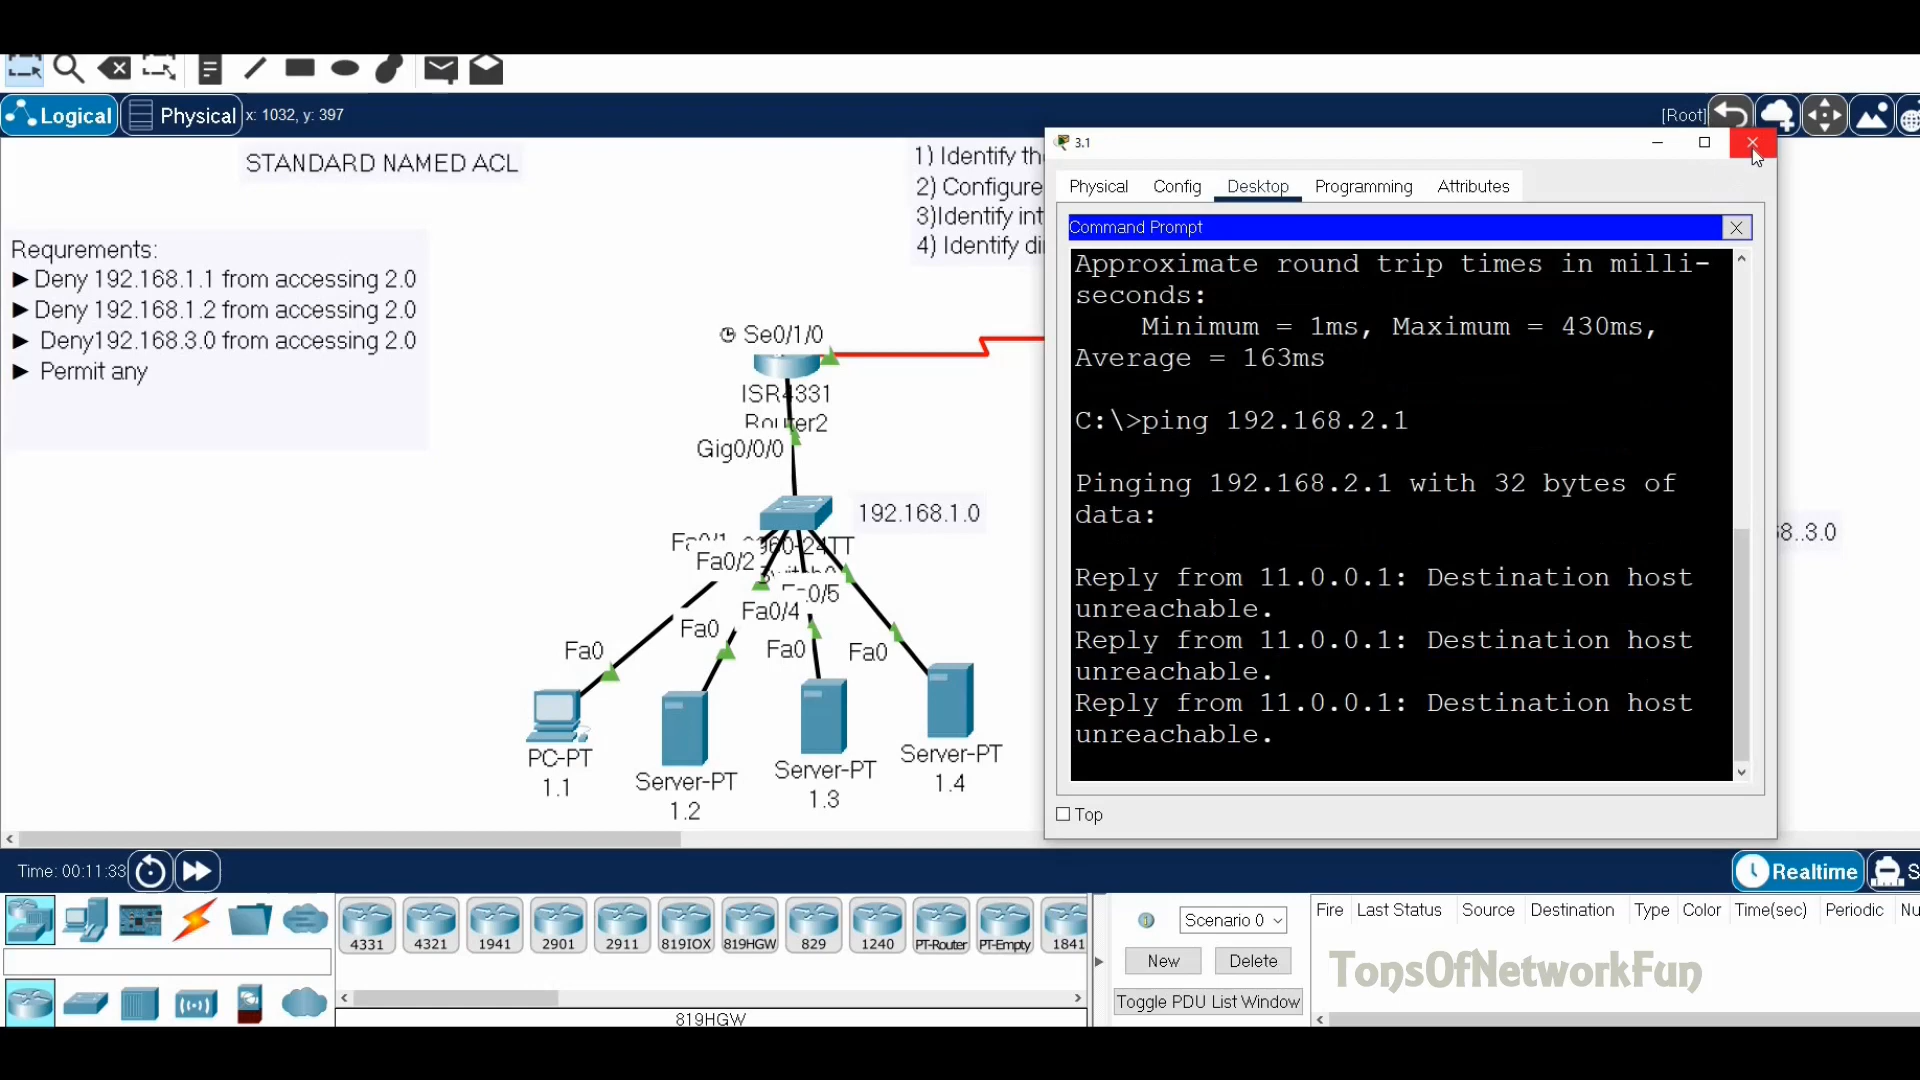 Logical
Physical
x: 1032, y: 397
[Root]
STANDARD NAMED ACL
Requrements:
►Deny 192.168.1.1 from accessing 2.0
►Deny 192.168.1.2 from accessing 2.0
► Deny192.168.3.0 from accessing 2.0
► Permit any
1) Identify th
2) Configure
3)Identify int
4) Identify di
Se0/1/0
ISR4331
Router2
Gig0/0/0
192.168.1.0
Fa0/1
Fa0/2
2960-24TT
Fa0/4
Fa0/5
Fa0
Fa0
Fa0
Fa0
PC-PT
1.1
Server-PT
1.2
Server-PT
1.3
Server-PT
1.4
3.1
Physical
Config
Desktop
Programming
Attributes
Command Prompt
Approximate round trip times in milli-
seconds:
Minimum = 1ms, Maximum = 430ms,
Average = 163ms
C:\>ping 192.168.2.1
Pinging 192.168.2.1 with 32 bytes of
data:
Reply from 11.0.0.1: Destination host
unreachable.
Reply from 11.0.0.1: Destination host
unreachable.
Reply from 11.0.0.1: Destination host
unreachable.
Top
8..3.0
Time: 00:11:33
Realtime
S
4331
4321
1941
2901
2911
819IOX
819HGW
829
1240
PT-Router
PT-Empty
1841
819HGW
Scenario 0
New
Delete
Toggle PDU List Window
Fire
Last Status
Source
Destination
Type
Color
Time(sec)
Periodic
Nu
TonsOfNetworkFun